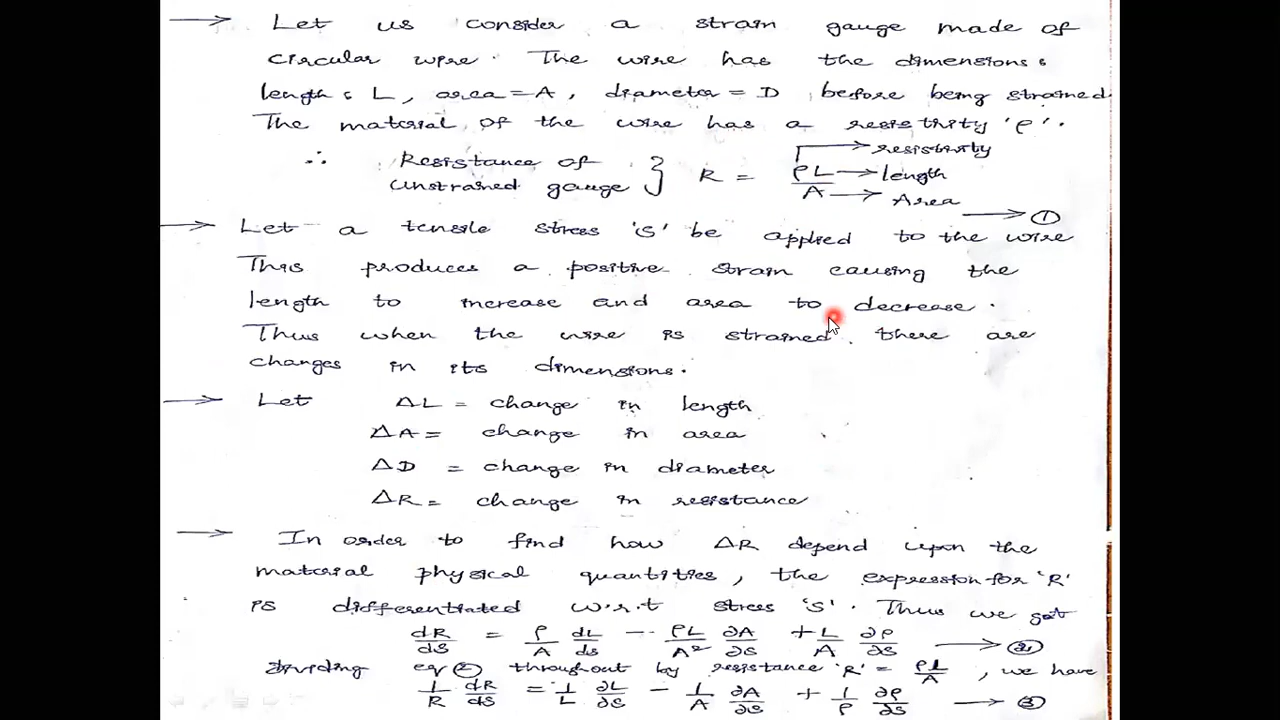 → Let us consider a strain gauge made of
circular wire. The wire has the dimensions:
length: L, area = A, diameter = D before being strained.
The material of the wire has a resistivity 'ρ'.
→ resistivity
∴ Resistance of unstrained gauge } R = ρL/A → length
→ Area
→ ①
→ Let a tensile stress 's' be applied to the wire
This produces a positive strain causing the
length to increase and area to decrease.
Thus when the wire is strained there are
changes in its dimensions.
→ Let ΔL = change in length
ΔA = change in area
ΔD = change in diameter
ΔR = change in resistance
→ In order to find how ΔR depend upon the
material physical quantities, the expression for 'R'
is differentiated w.r.t stress 's'. Thus we get
dR/ds = ρ/A dL/ds - ρL/A² ∂A/∂s + L/A ∂ρ/∂s → ②
dividing eq ② throughout by resistance 'R' = ρL/A, we have
1/R dR/ds = 1/L ∂L/∂s - 1/A ∂A/∂s + 1/ρ ∂ρ/∂s → ③